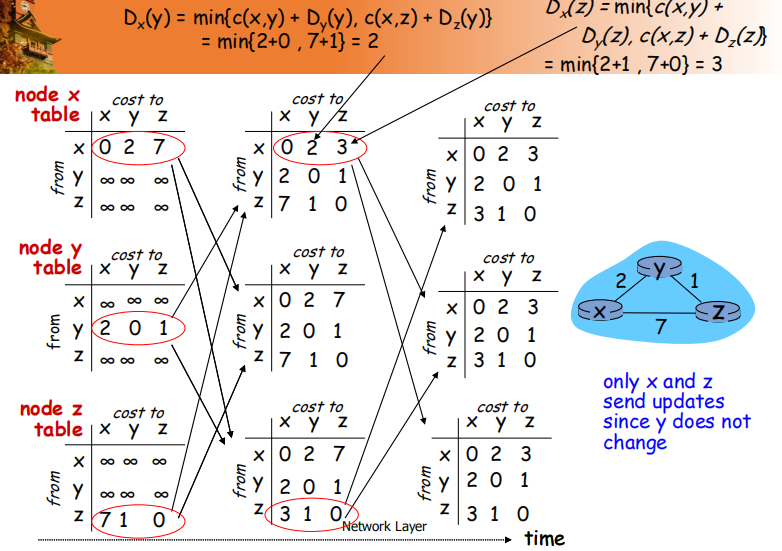 Dx(y) = min{c(x,y) + Dy(y), c(x,z) + Dz(y)}
= min{2+0 , 7+1} = 2
Dx(z) = min{c(x,y) +
Dy(z), c(x,z) + Dz(z)}
= min{2+1 , 7+0} = 3
node x
table
cost to
x y z
from
x 0 2 7
y ∞ ∞ ∞
z ∞ ∞ ∞
cost to
x y z
from
x 0 2 3
y 2 0 1
z 7 1 0
cost to
x y z
from
x 0 2 3
y 2 0 1
z 3 1 0
node y
table
cost to
x y z
from
x ∞ ∞ ∞
y 2 0 1
z ∞ ∞ ∞
cost to
x y z
from
x 0 2 7
y 2 0 1
z 7 1 0
cost to
x y z
from
x 0 2 3
y 2 0 1
z 3 1 0
node z
table
cost to
x y z
from
x ∞ ∞ ∞
y ∞ ∞ ∞
z 7 1 0
cost to
x y z
from
x 0 2 7
y 2 0 1
z 3 1 0
cost to
x y z
from
x 0 2 3
y 2 0 1
z 3 1 0
y
2 1
x z
7
only x and z
send updates
since y does not
change
Network Layer
time